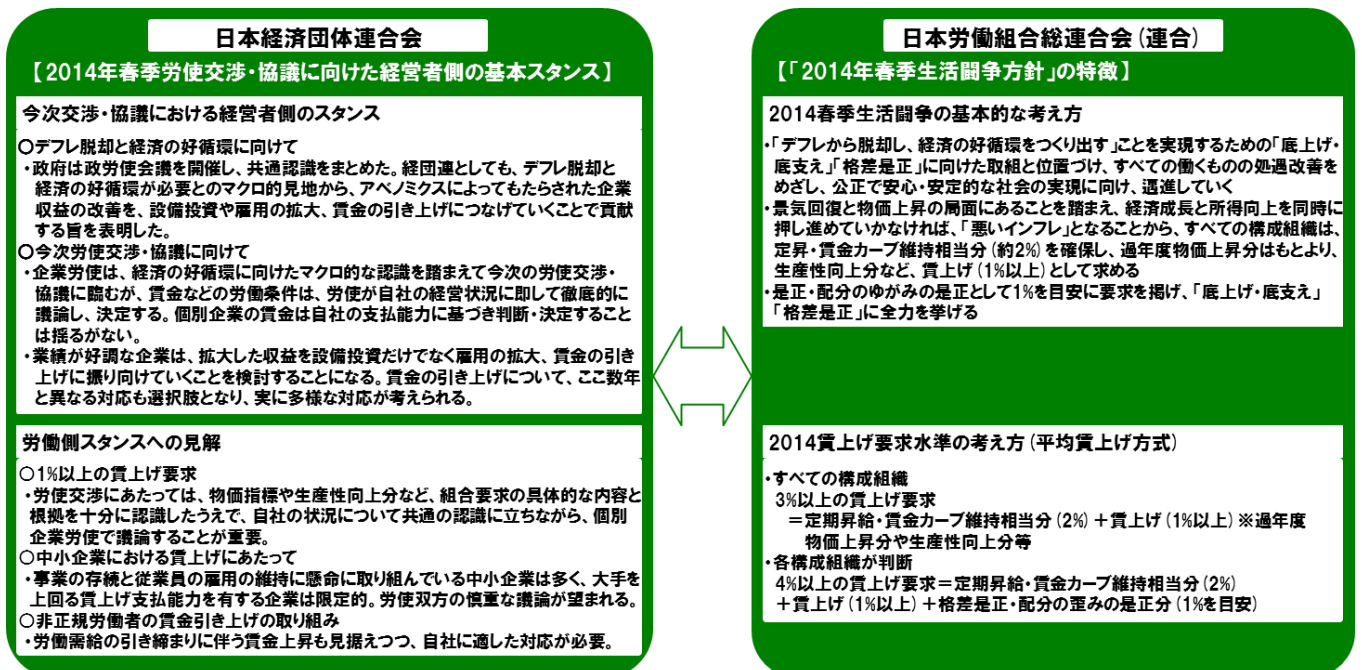 日本経済団体連合会
【2014年春季労使交渉・協議に向けた経営者側の基本スタンス】
今次交渉・協議における経営者側のスタンス
○デフレ脱却と経済の好循環に向けて
・政府は政労使会議を開催し、共通認識をまとめた。経団連としても、デフレ脱却と
経済の好循環が必要とのマクロ的見地から、アベノミクスによってもたらされた企業
収益の改善を、設備投資や雇用の拡大、賃金の引き上げにつなげていくことで貢献
する旨を表明した。
○今次労使交渉・協議に向けて
・企業労使は、経済の好循環に向けたマクロ的な認識を踏まえて今次の労使交渉・
協議に臨むが、賃金などの労働条件は、労使が自社の経営状況に即して徹底的に
議論し、決定する。個別企業の賃金は自社の支払能力に基づき判断・決定すること
は揺るがない。
・業績が好調な企業は、拡大した収益を設備投資だけでなく雇用の拡大、賃金の引き
上げに振り向けていくことを検討することになる。賃金の引き上げについて、ここ数年
と異なる対応も選択肢となり、実に多様な対応が考えられる。
労働側スタンスへの見解
○1%以上の賃上げ要求
・労使交渉にあたっては、物価指標や生産性向上分など、組合要求の具体的な内容と
根拠を十分に認識したうえで、自社の状況について共通の認識に立ちながら、個別
企業労使で議論することが重要。
○中小企業における賃上げにあたって
・事業の存続と従業員の雇用の維持に懸命に取り組んでいる中小企業は多く、大手を
上回る賃上げ支払能力を有する企業は限定的。労使双方の慎重な議論が望まれる。
○非正規労働者の賃金引き上げの取り組み
・労働需給の引き締まりに伴う賃金上昇も見据えつつ、自社に適した対応が必要。
日本労働組合総連合会(連合)
【「2014年春季生活闘争方針」の特徴】
2014春季生活闘争の基本的な考え方
・「デフレから脱却し、経済の好循環をつくり出す」ことを実現するための「底上げ・
底支え」「格差是正」に向けた取組と位置づけ、すべての働くものの処遇改善を
めざし、公正で安心・安定的な社会の実現に向け、邁進していく
・景気回復と物価上昇の局面にあることを踏まえ、経済成長と所得向上を同時に
押し進めていかなければ、「悪いインフレ」となることから、すべての構成組織は、
定昇・賃金カーブ維持相当分(約2%)を確保し、過年度物価上昇分はもとより、
生産性向上分など、賃上げ(1%以上)として求める
・是正・配分のゆがみの是正として1%を目安に要求を掲げ、「底上げ・底支え」
「格差是正」に全力を挙げる
2014賃上げ要求水準の考え方(平均賃上げ方式)
・すべての構成組織
3%以上の賃上げ要求
=定期昇給・賃金カーブ維持相当分(2%)+賃上げ(1%以上)※過年度
物価上昇分や生産性向上分等
・各構成組織が判断
4%以上の賃上げ要求=定期昇給・賃金カーブ維持相当分(2%)
+賃上げ(1%以上)+格差是正・配分の歪みの是正分(1%を目安)